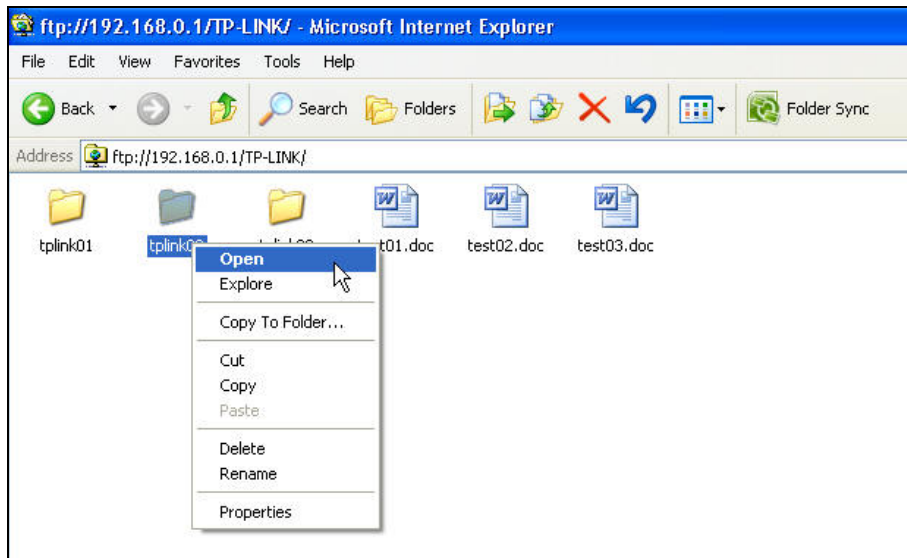 ftp://192.168.0.1/TP-LINK/ - Microsoft Internet Explorer
File Edit View Favorites Tools Help
Back Search Folders Folder Sync
Address ftp://192.168.0.1/TP-LINK/
tplink01 test02.doc test03.doc
Open
Explore
Copy To Folder...
Cut
Copy
Paste
Delete
Rename
Properties